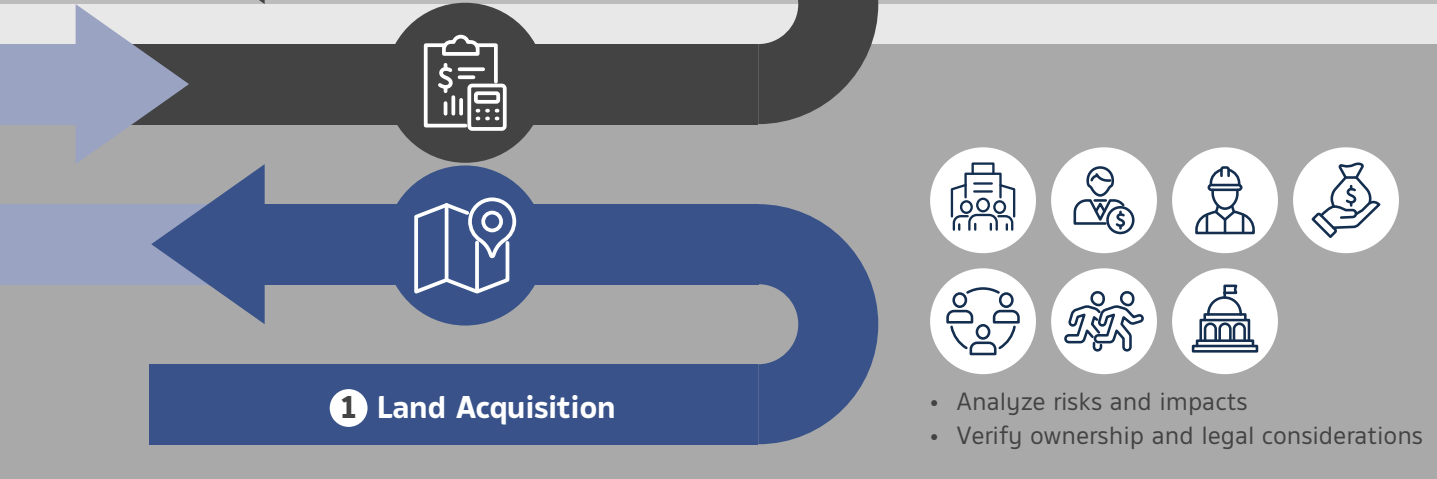 1 Land Acquisition
• Analyze risks and impacts
• Verify ownership and legal considerations